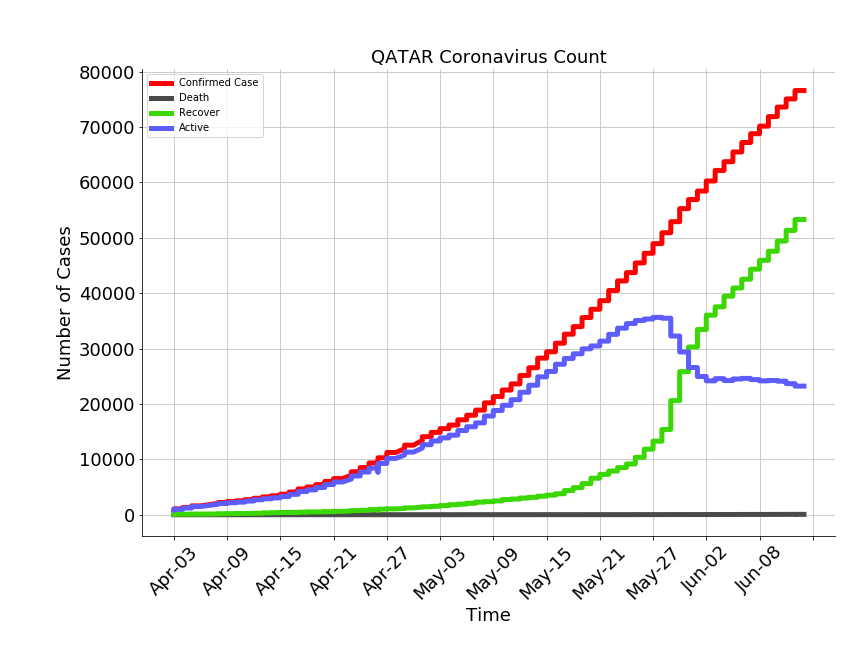 QATAR Coronavirus Count
Confirmed Case
Death
Recover
Active
Number of Cases
80000
70000
60000
50000
40000
30000
20000
10000
0
Apr-03
Apr-09
Apr-15
Apr-21
Apr-27
May-03
May-09
May-15
May-21
May-27
Jun-02
Jun-08
Time